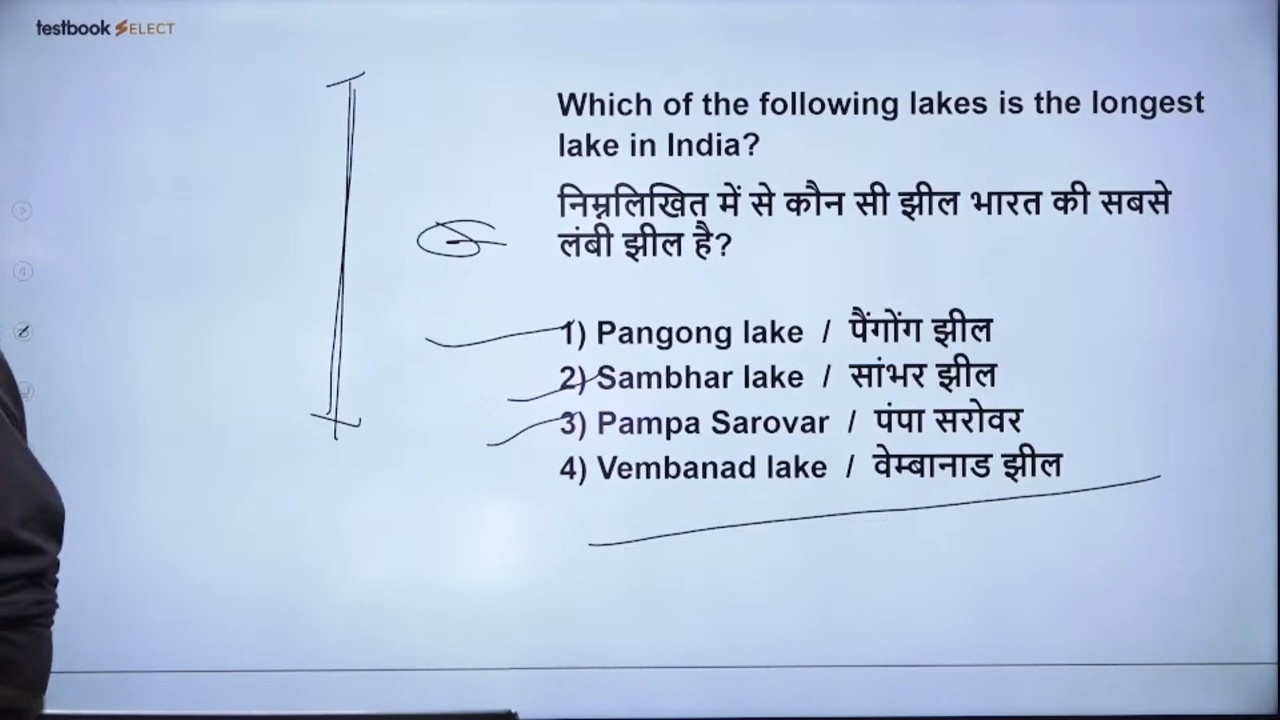 testbook SELECT
Which of the following lakes is the longest
lake in India?
निम्नलिखित में से कौन सी झील भारत की सबसे
लंबी झील है?
1) Pangong lake / पैंगोंग झील
2) Sambhar lake / सांभर झील
3) Pampa Sarovar / पंपा सरोवर
4) Vembanad lake / वेम्बानाड झील